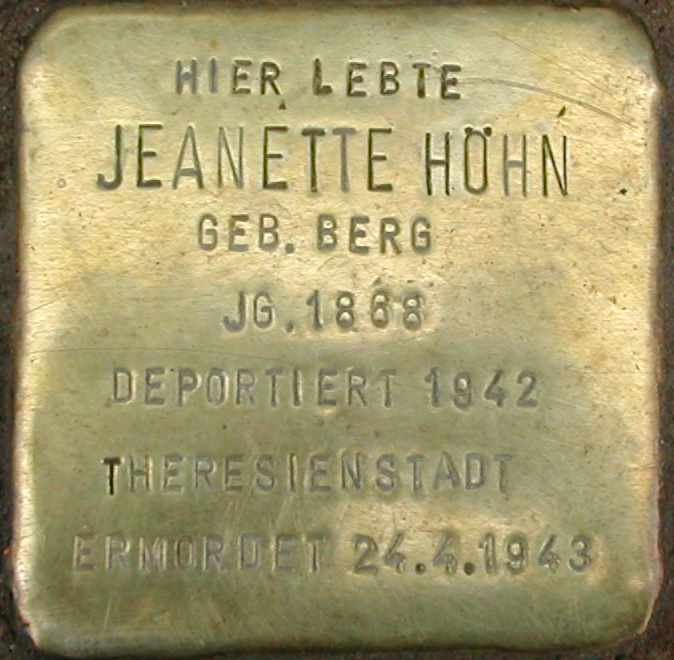 HIER LEBTE
JEANETTE HÖHN
GEB. BERG
JG. 1868
DEPORTIERT 1942
THERESIENSTADT
ERMORDET 24.4.1943